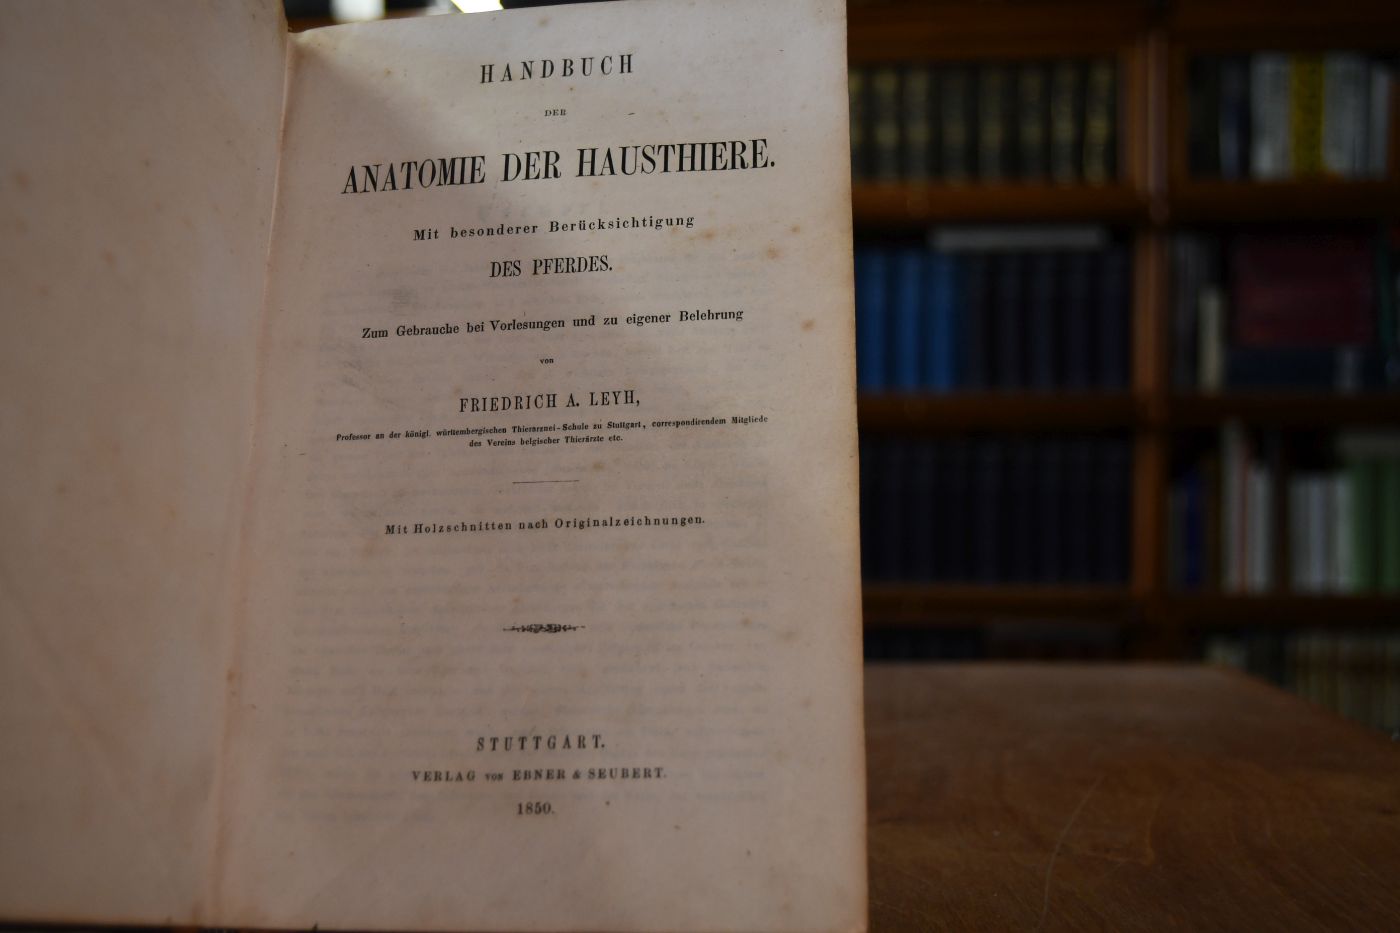 HANDBUCH
DER
ANATOMIE DER HAUSTHIERE.
Mit besonderer Berücksichtigung
DES PFERDES.
Zum Gebrauche bei Vorlesungen und zu eigener Belehrung
von
FRIEDRICH A. LEYH,
Professor an der königl. württembergischen Thierarznei-Schule zu Stuttgart, correspondirendem Mitgliede
des Vereins belgischer Thierärzte etc.
Mit Holzschnitten nach Originalzeichnungen.
STUTTGART.
VERLAG VON EBNER & SEUBERT.
1850.